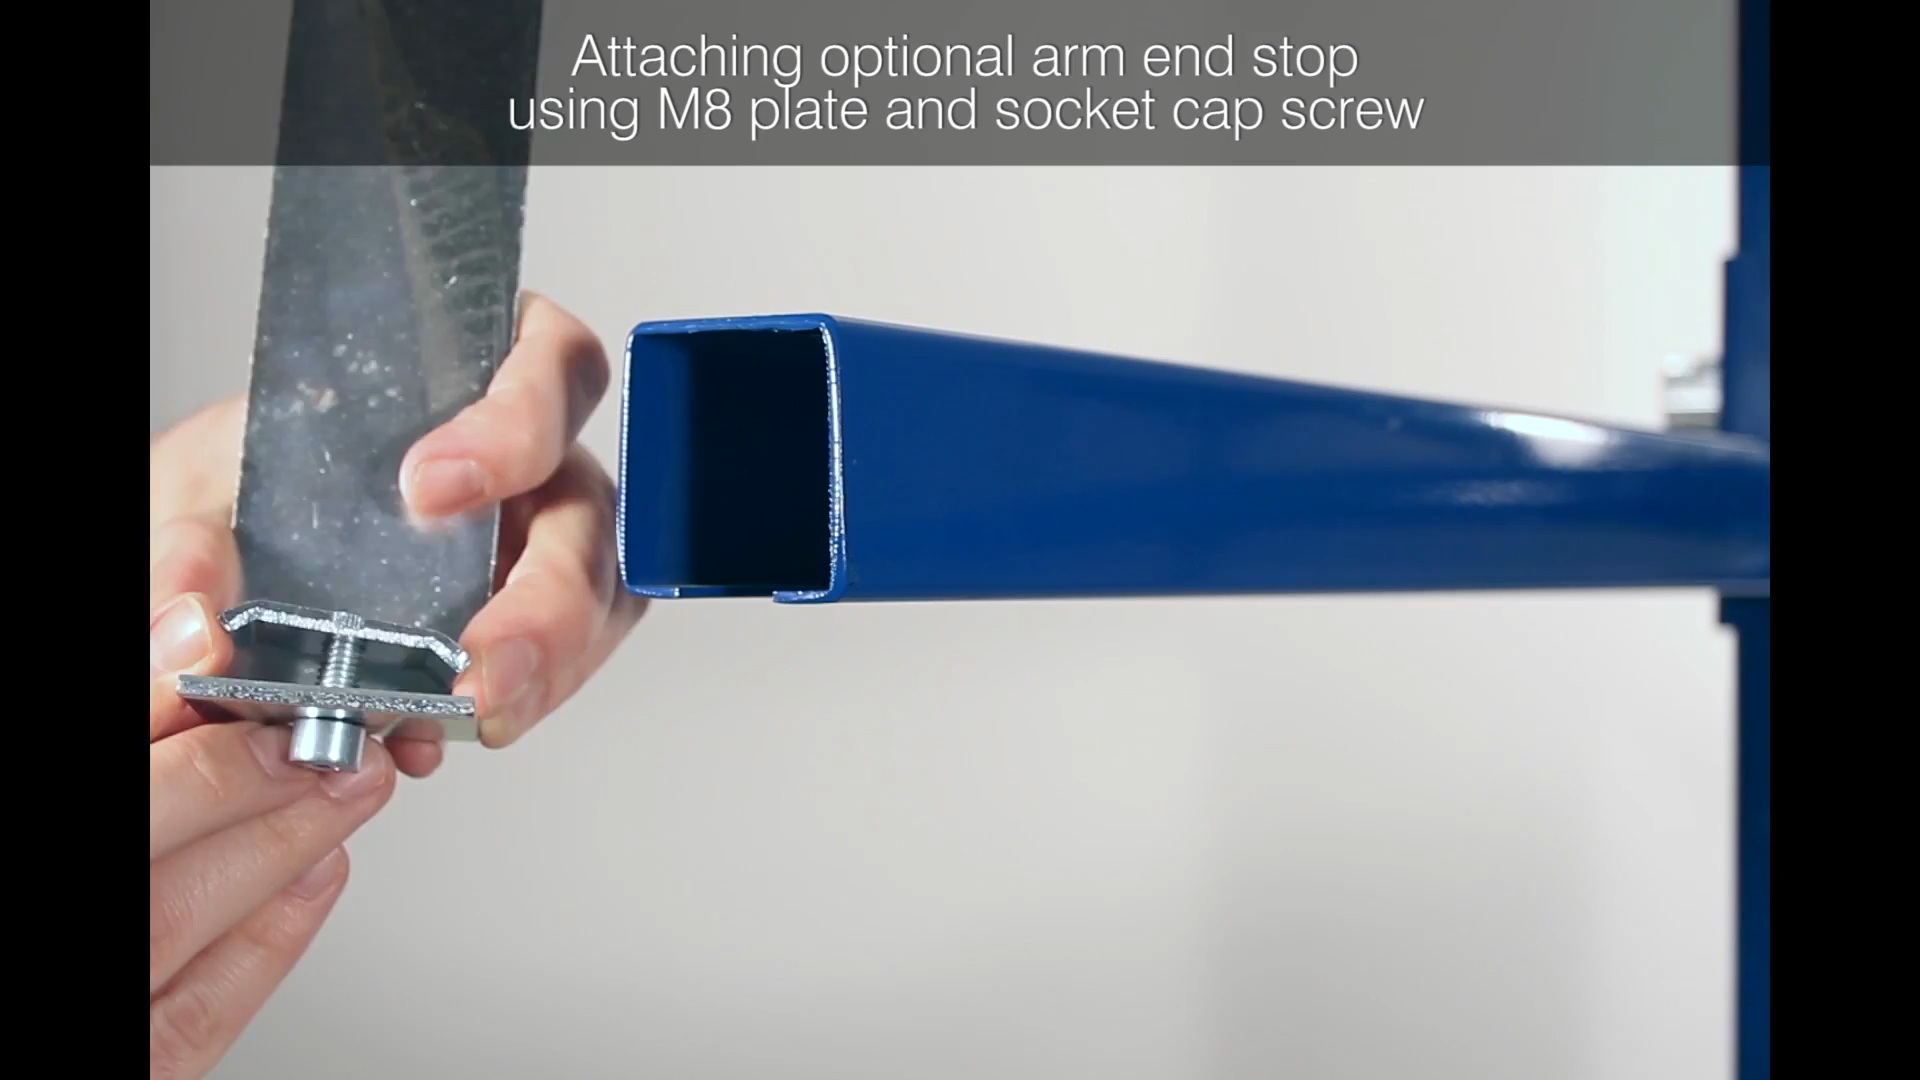 Attaching optional arm end stop
using M8 plate and socket cap screw